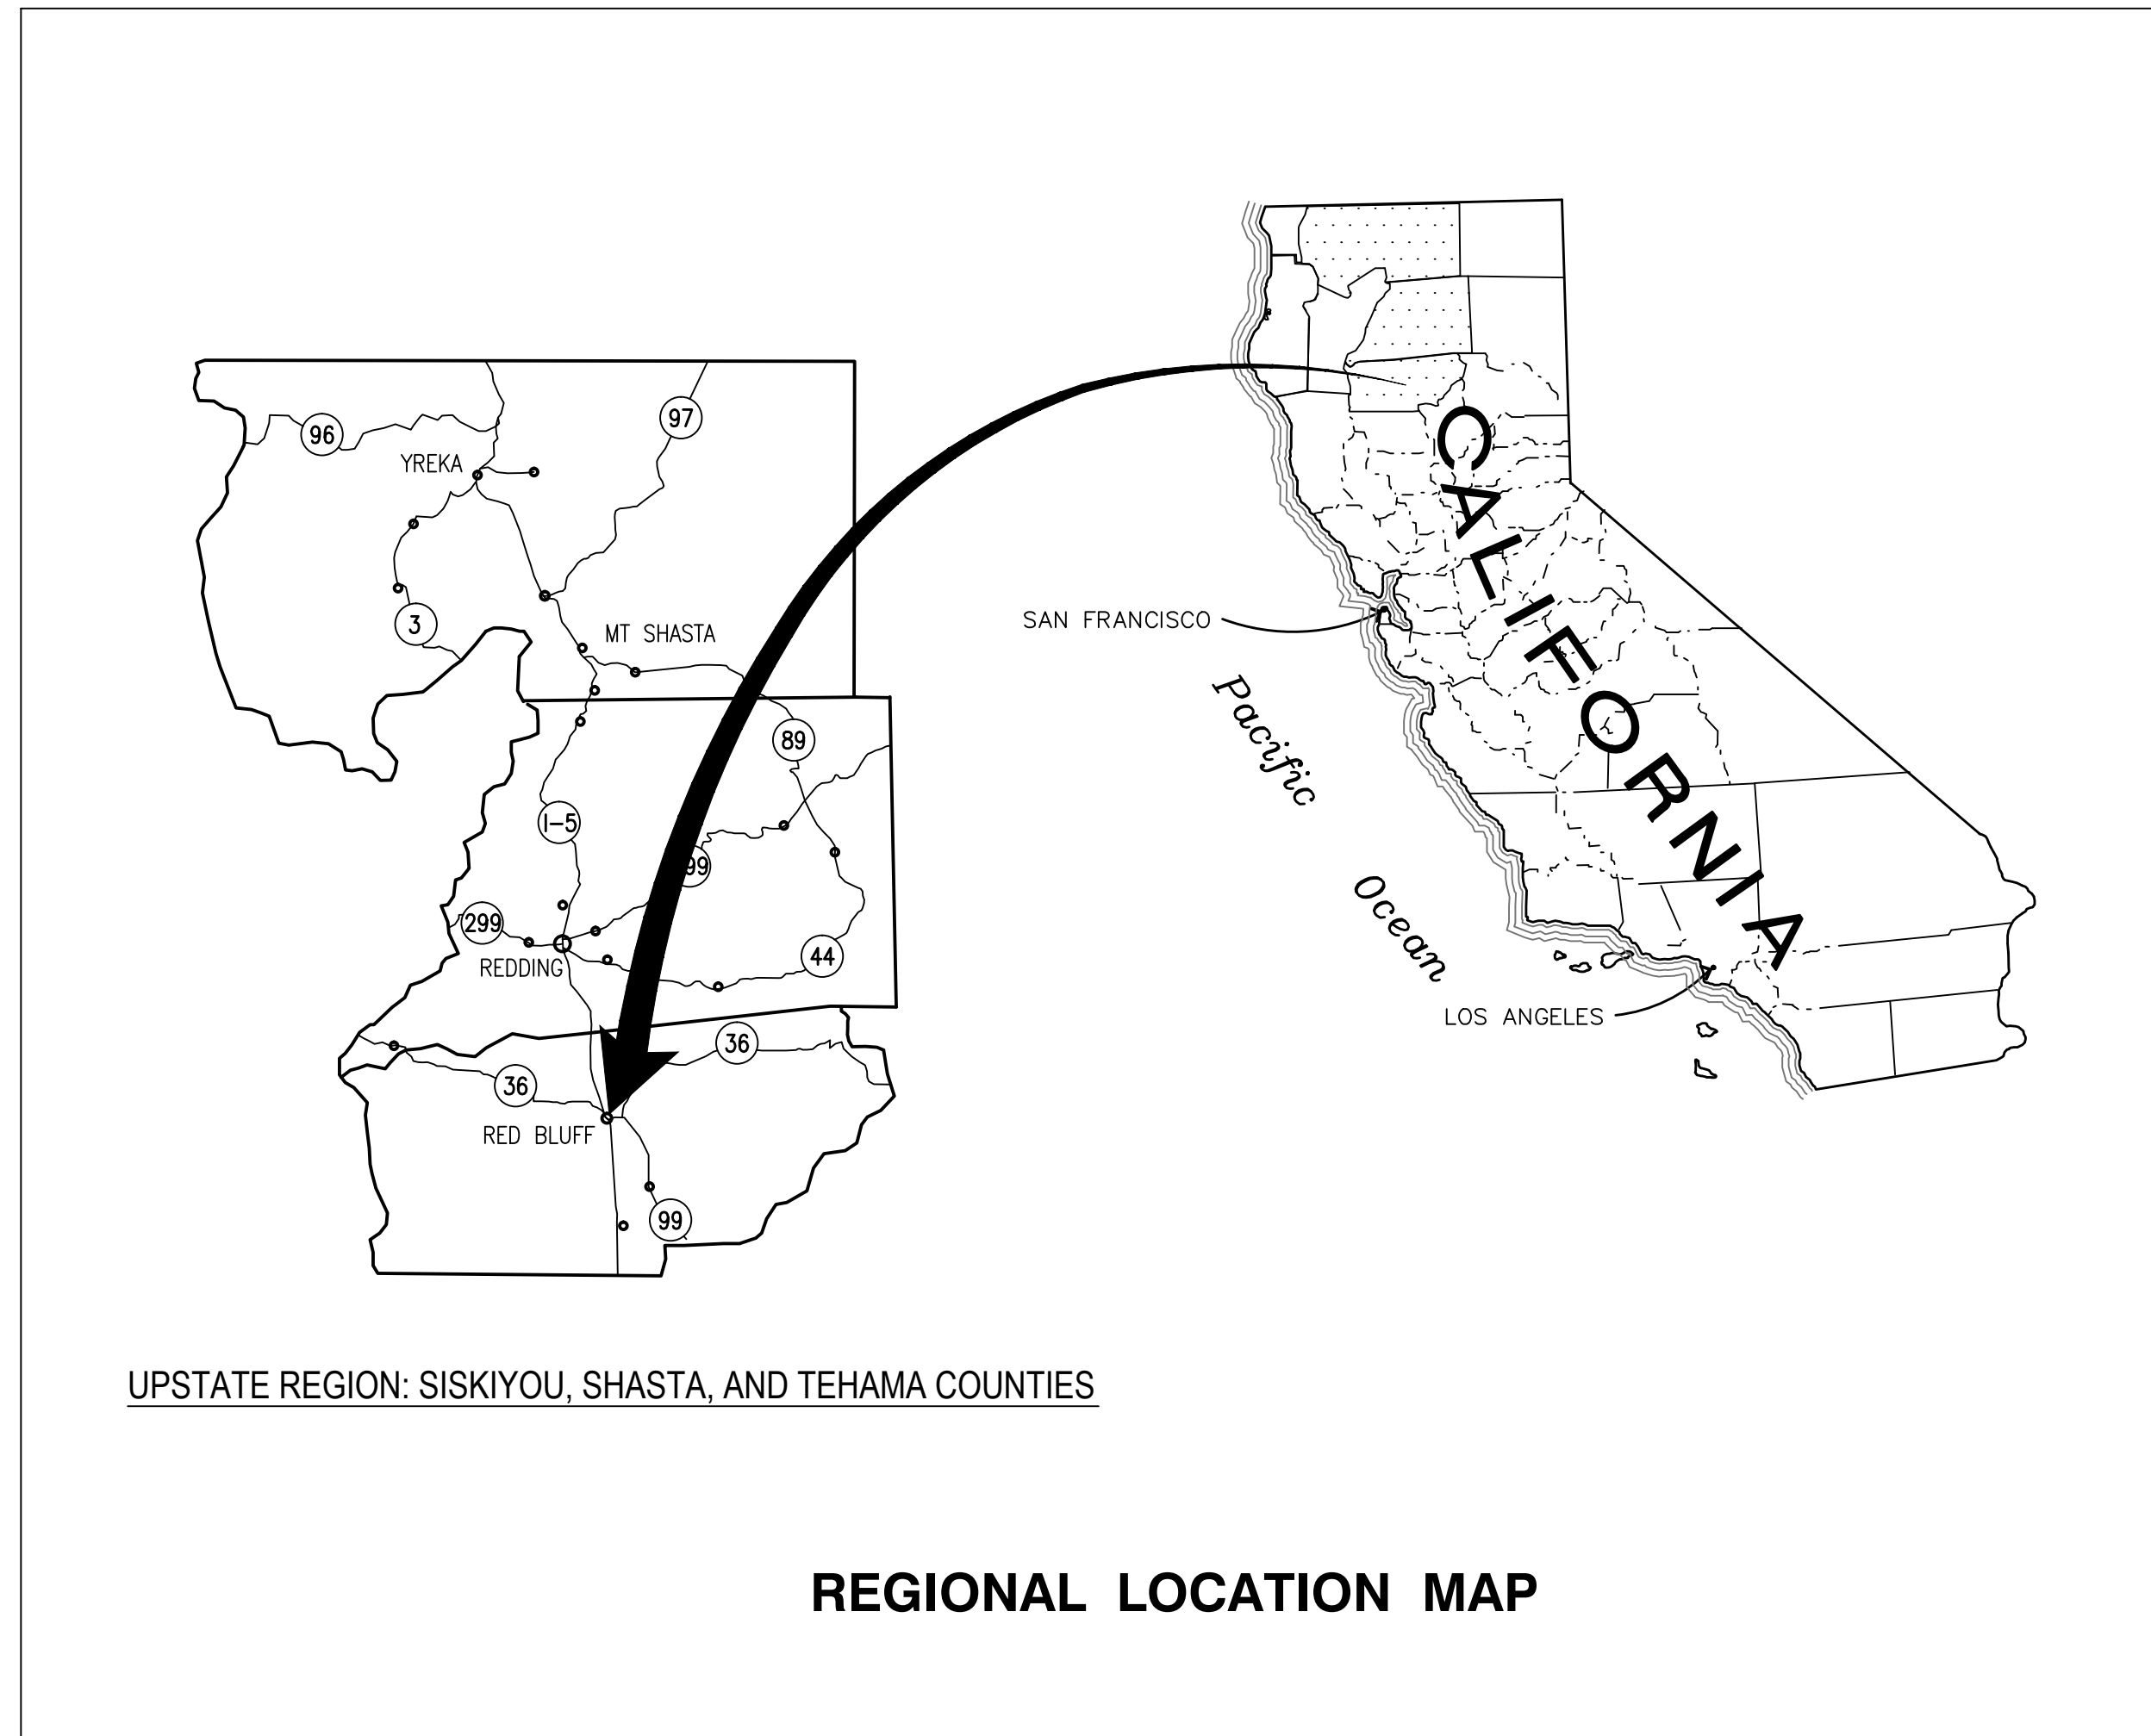 97
96
YREKA
3
MT SHASTA
SAN FRANCISCO
CALIFORNIA
Pacific
Ocean
89
I-5
99
299
REDDING
44
LOS ANGELES
36
36
RED BLUFF
99
UPSTATE REGION: SISKIYOU, SHASTA, AND TEHAMA COUNTIES
REGIONAL LOCATION MAP